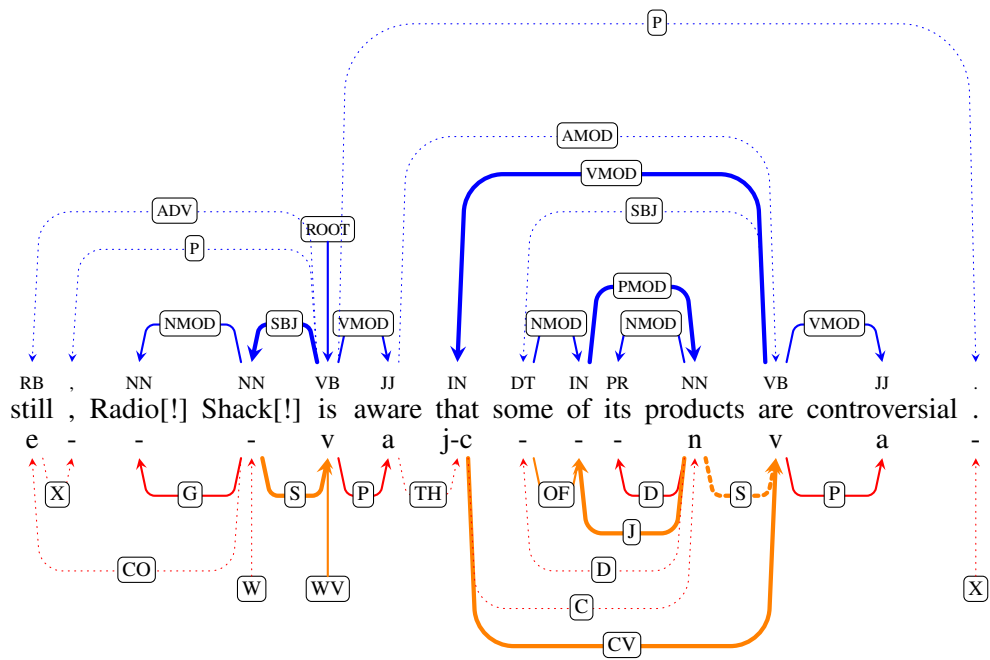 P
AMOD
VMOD
ADV SBJ
ROOT
P
PMOD
NMOD SBJ VMOD NMOD NMOD VMOD
RB , NN NN VB JJ IN DT IN PR NN VB JJ .
still , Radio[!] Shack[!] is aware that some of its products are controversial .
e - - - v a j-c - - - n v a -
X G S P TH OF D S P
J
CO D
W WV X
C
CV